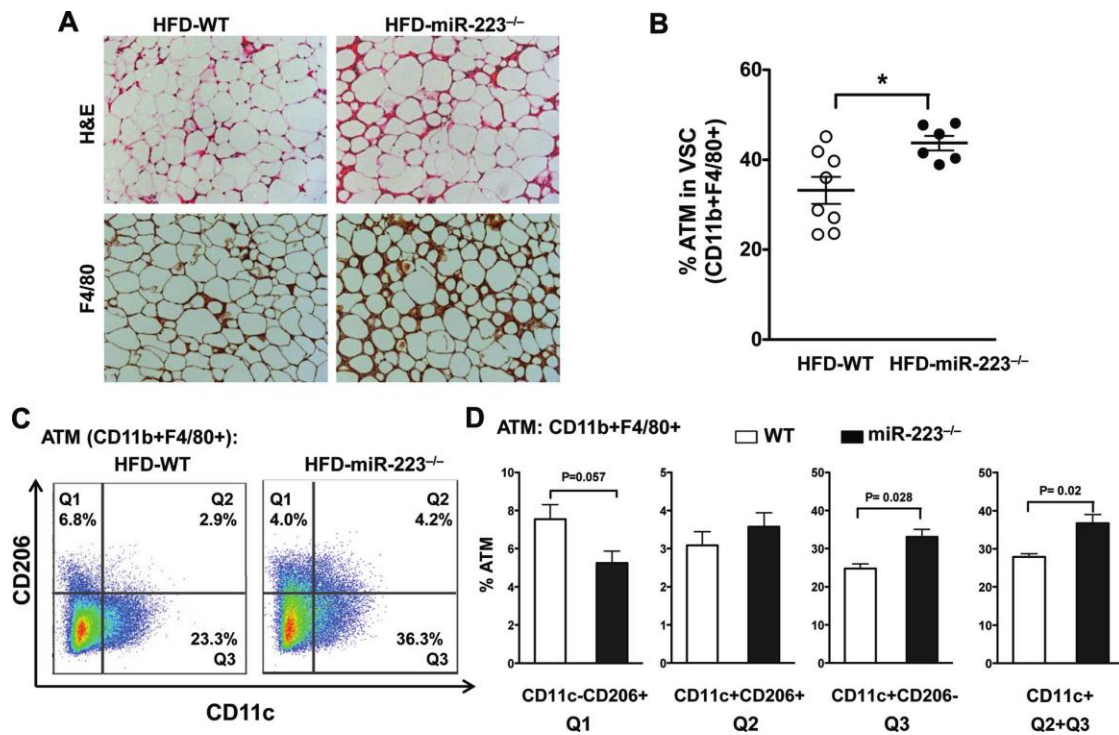 A
HFD-WT
HFD-miR-223–/–
H&E
F4/80
B
% ATM in VSC
(CD11b+F4/80+)
60
40
20
0
*
HFD-WT
HFD-miR-223–/–
C
ATM (CD11b+F4/80+):
HFD-WT
HFD-miR-223–/–
Q1
6.8%
Q2
2.9%
23.3%
Q3
Q1
4.0%
Q2
4.2%
36.3%
Q3
CD206
CD11c
D
ATM: CD11b+F4/80+
WT
miR-223–/–
% ATM
10
8
6
4
2
0
P=0.057
CD11c-CD206+
Q1
5
4
3
2
1
0
CD11c+CD206+
Q2
50
40
30
20
10
0
P= 0.028
CD11c+CD206-
Q3
50
40
30
20
10
0
P= 0.02
CD11c+
Q2+Q3